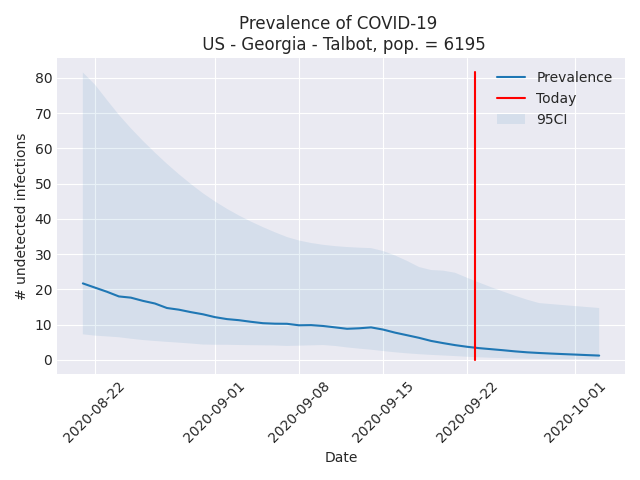 Prevalence of COVID-19
US - Georgia - Talbot, pop. = 6195
80
70
60
50
40
30
20
10
0
# undetected infections
Prevalence
Today
95CI
2020-08-22
2020-09-01
2020-09-08
2020-09-15
2020-09-22
2020-10-01
Date